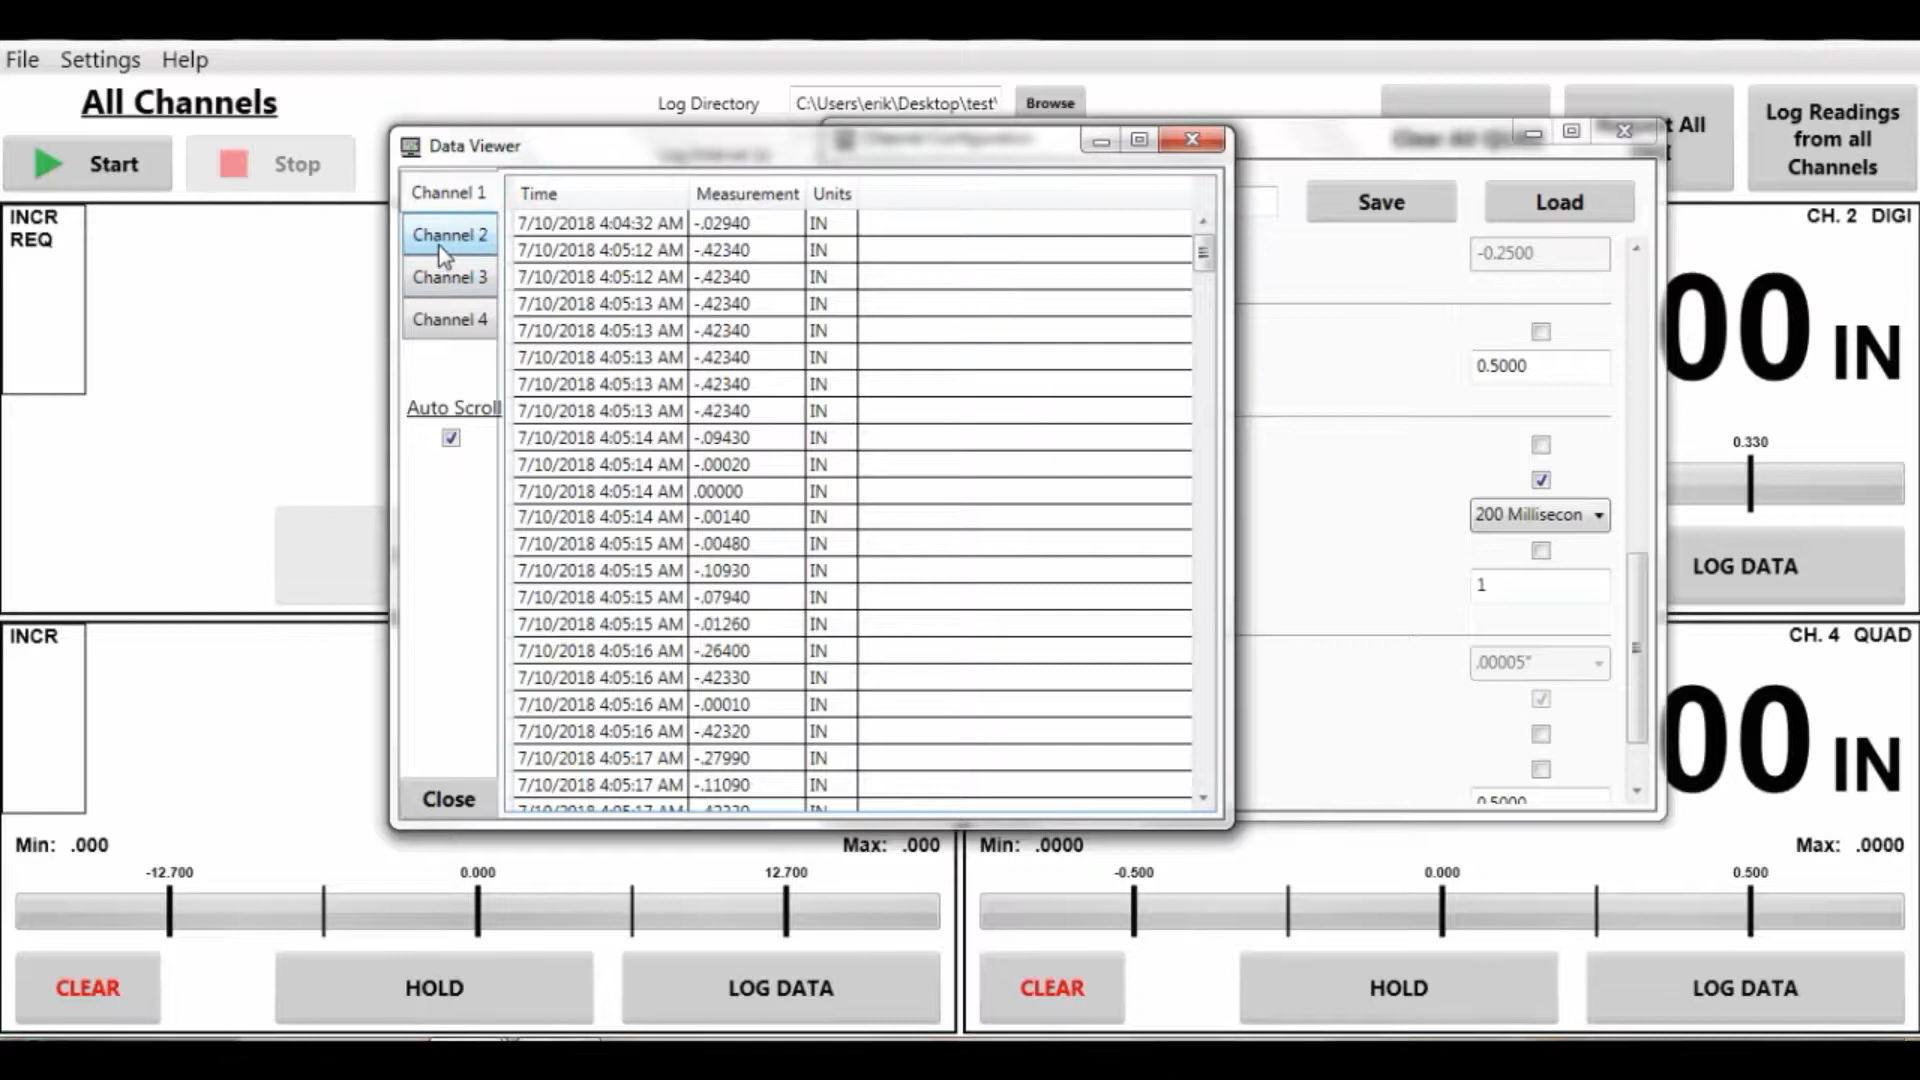 File Settings Help
All Channels
Start
Stop
Log Directory C:\Users\erik\Desktop\test\
Browse
All
Log Readings
from all
Channels
Data Viewer
Channel 1
Channel 2
Channel 3
Channel 4
Auto Scroll
Close
Time Measurement Units
7/10/2018 4:04:32 AM -.02940 IN
7/10/2018 4:05:12 AM -.42340 IN
7/10/2018 4:05:12 AM -.42340 IN
7/10/2018 4:05:13 AM -.42340 IN
7/10/2018 4:05:13 AM -.42340 IN
7/10/2018 4:05:13 AM -.42340 IN
7/10/2018 4:05:13 AM -.42340 IN
7/10/2018 4:05:13 AM -.42340 IN
7/10/2018 4:05:14 AM -.09430 IN
7/10/2018 4:05:14 AM -.00020 IN
7/10/2018 4:05:14 AM .00000 IN
7/10/2018 4:05:14 AM -.00140 IN
7/10/2018 4:05:15 AM -.00480 IN
7/10/2018 4:05:15 AM -.10930 IN
7/10/2018 4:05:15 AM -.07940 IN
7/10/2018 4:05:15 AM -.01260 IN
7/10/2018 4:05:16 AM -.26400 IN
7/10/2018 4:05:16 AM -.42330 IN
7/10/2018 4:05:16 AM -.00010 IN
7/10/2018 4:05:16 AM -.42320 IN
7/10/2018 4:05:17 AM -.27990 IN
7/10/2018 4:05:17 AM -.11090 IN
Save
Load
-0.2500
0.5000
200 Millisecon
1
.00005"
0.5000
INCR
REQ
CH. 2 DIGI
00 IN
0.330
LOG DATA
INCR
Min: .000
Max: .000
-12.700 0.000 12.700
CLEAR
HOLD
LOG DATA
CH. 4 QUAD
00 IN
Min: .0000
Max: .0000
-0.500 0.000 0.500
CLEAR
HOLD
LOG DATA